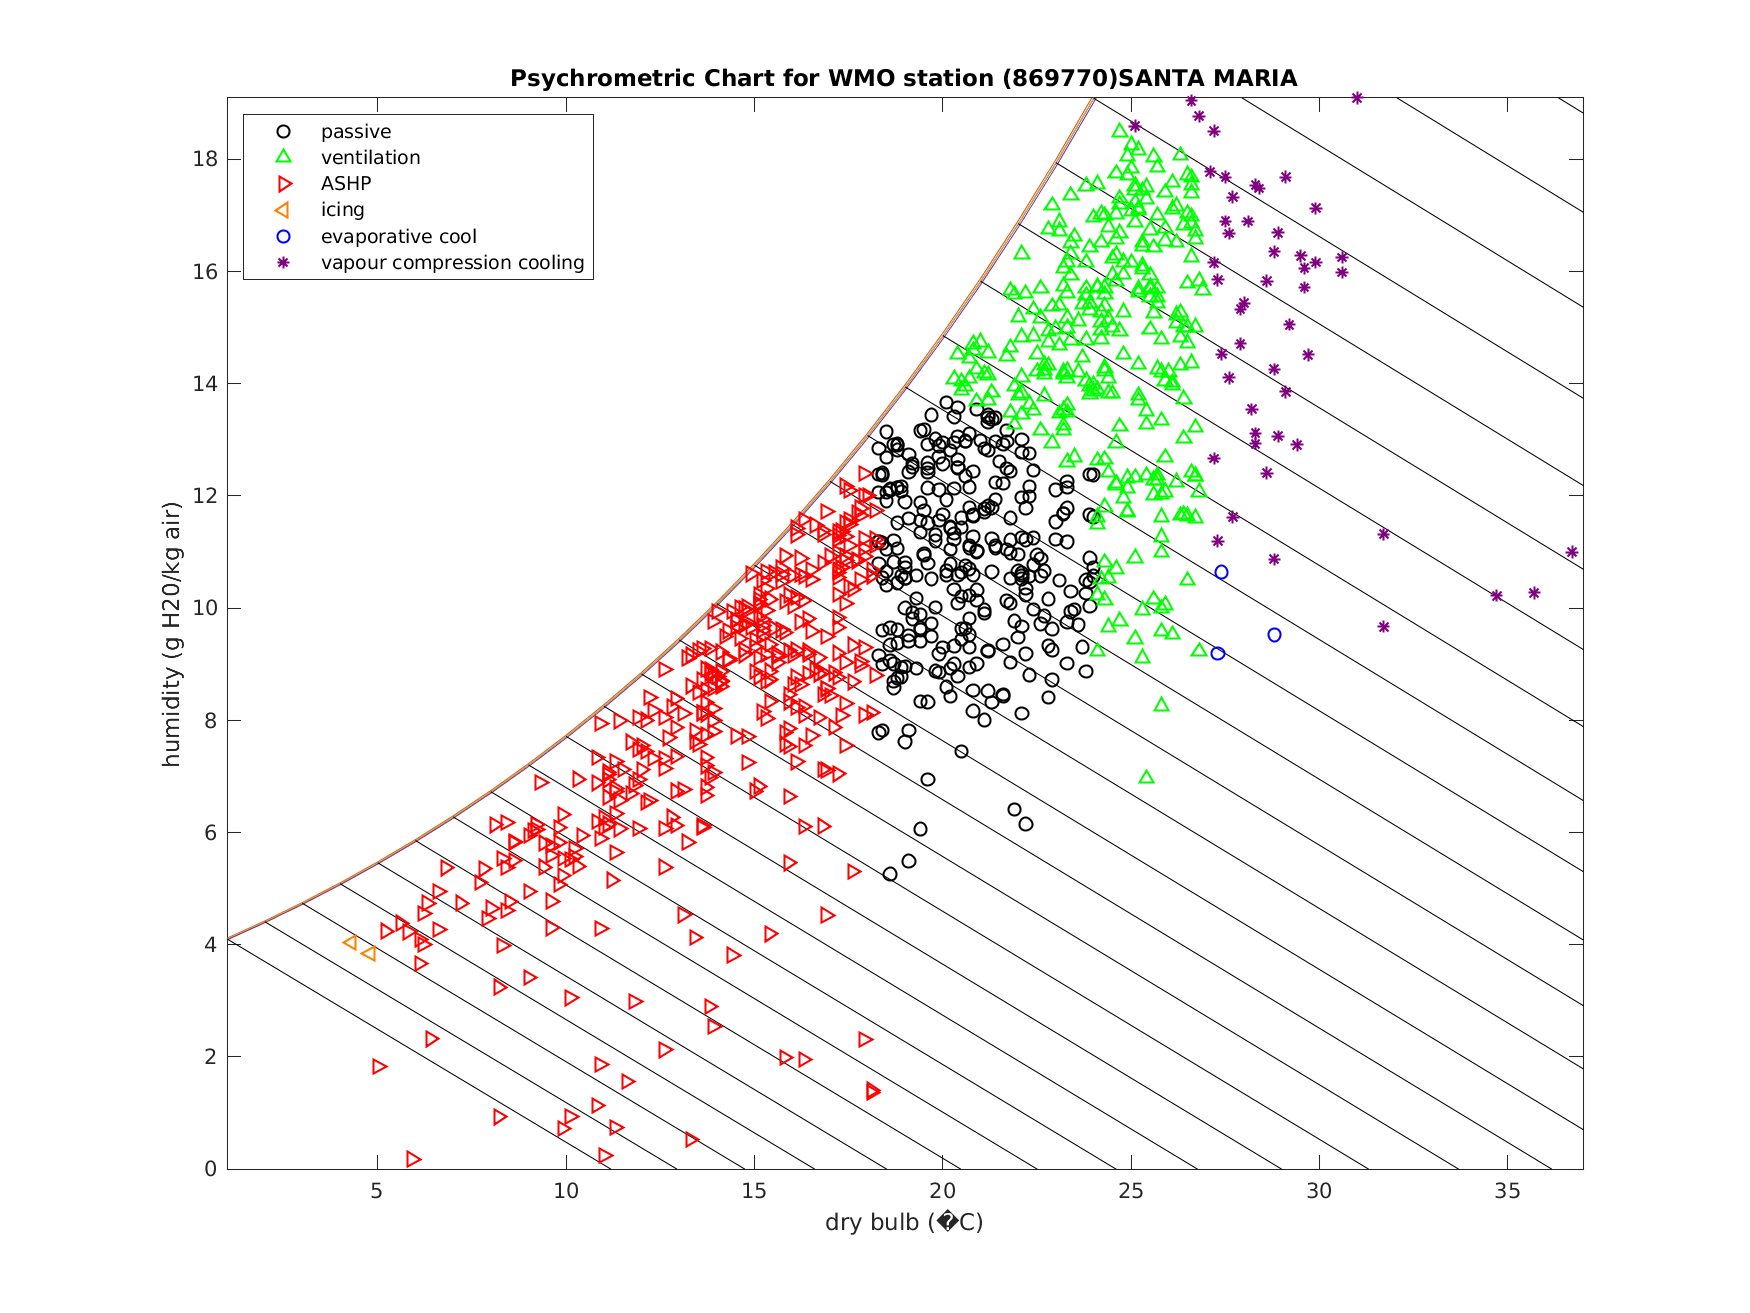 Psychrometric Chart for WMO station (869770)SANTA MARIA
passive
ventilation
ASHP
icing
evaporative cool
vapour compression cooling
humidity (g H20/kg air)
18
16
14
12
10
8
6
4
2
0
5 10 15 20 25 30 35
dry bulb (�C)